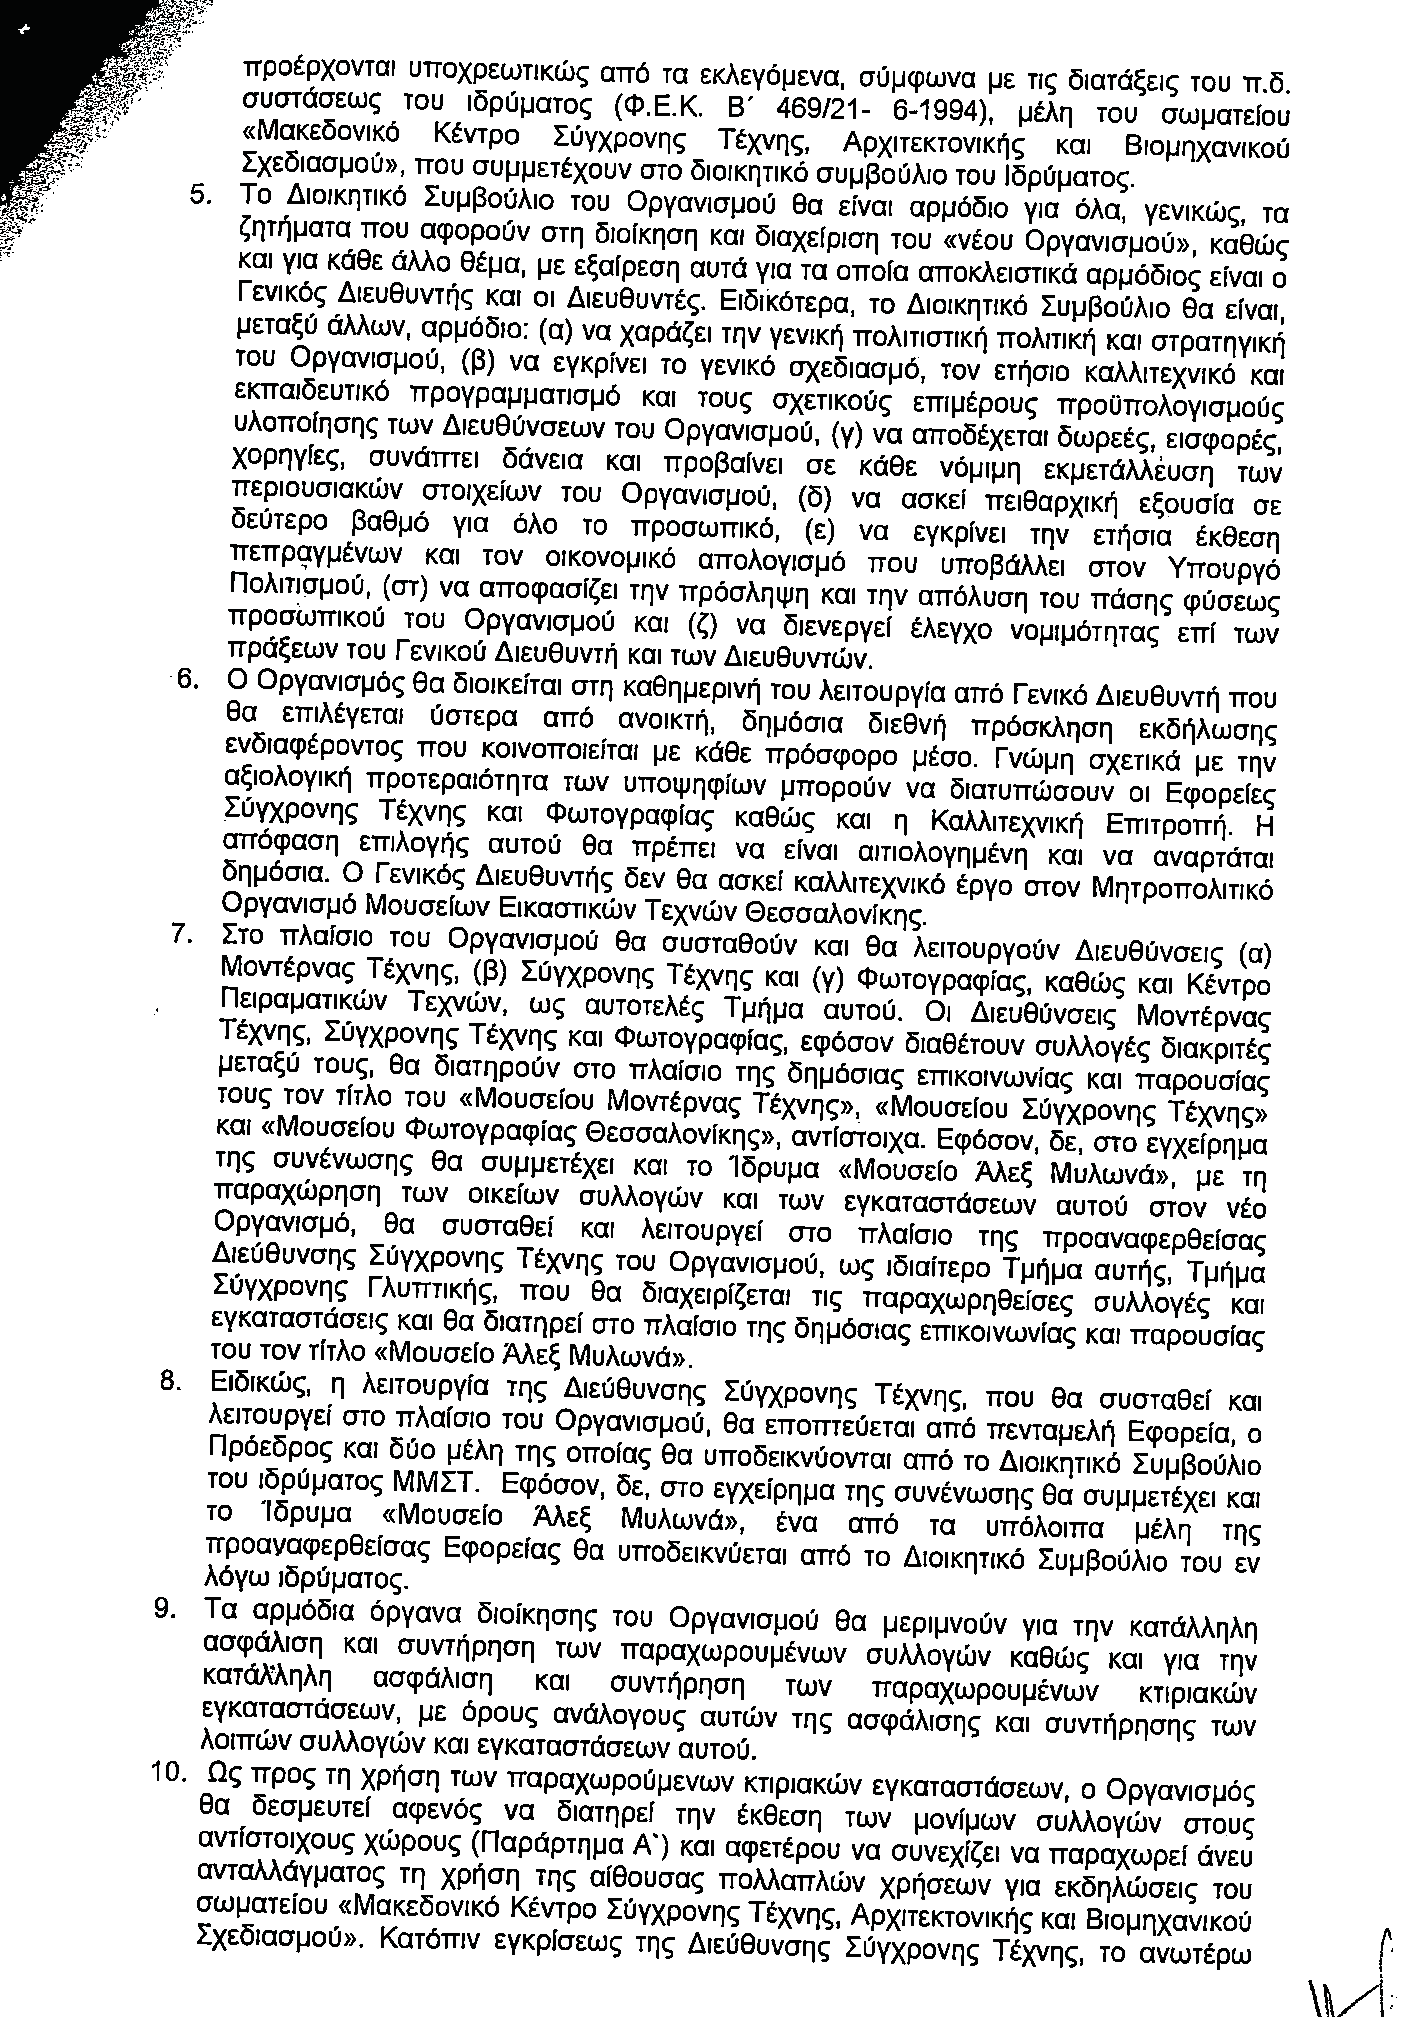 προέρχονται υποχρεωτικώς από τα εκλεγόμενα, σύμφωνα με τις διατάξεις του π.δ.
συστάσεως του ιδρύματος (Φ.Ε.Κ. Β΄ 469/21- 6-1994), μέλη του σωματείου
«Μακεδονικό Κέντρο Σύγχρονης Τέχνης, Αρχιτεκτονικής και Βιομηχανικού
Σχεδιασμού», που συμμετέχουν στο διοικητικό συμβούλιο του Ιδρύματος.
5. Το Διοικητικό Συμβούλιο του Οργανισμού θα είναι αρμόδιο για όλα, γενικώς, τα
ζητήματα που αφορούν στη διοίκηση και διαχείριση του «νέου Οργανισμού», καθώς
και για κάθε άλλο θέμα, με εξαίρεση αυτά για τα οποία αποκλειστικά αρμόδιος είναι ο
Γενικός Διευθυντής και οι Διευθυντές. Ειδικότερα, το Διοικητικό Συμβούλιο θα είναι,
μεταξύ άλλων, αρμόδιο: (α) να χαράζει την γενική πολιτιστική πολιτική και στρατηγική
του Οργανισμού, (β) να εγκρίνει το γενικό σχεδιασμό, τον ετήσιο καλλιτεχνικό και
εκπαιδευτικό προγραμματισμό και τους σχετικούς επιμέρους προϋπολογισμούς
υλοποίησης των Διευθύνσεων του Οργανισμού, (γ) να αποδέχεται δωρεές, εισφορές,
χορηγίες, συνάπτει δάνεια και προβαίνει σε κάθε νόμιμη εκμετάλλευση των
περιουσιακών στοιχείων του Οργανισμού, (δ) να ασκεί πειθαρχική εξουσία σε
δεύτερο βαθμό για όλο το προσωπικό, (ε) να εγκρίνει την ετήσια έκθεση
πεπραγμένων και τον οικονομικό απολογισμό που υποβάλλει στον Υπουργό
Πολιτισμού, (στ) να αποφασίζει την πρόσληψη και την απόλυση του πάσης φύσεως
προσωπικού του Οργανισμού και (ζ) να διενεργεί έλεγχο νομιμότητας επί των
πράξεων του Γενικού Διευθυντή και των Διευθυντών.
6. Ο Οργανισμός θα διοικείται στη καθημερινή του λειτουργία από Γενικό Διευθυντή που
θα επιλέγεται ύστερα από ανοικτή, δημόσια διεθνή πρόσκληση εκδήλωσης
ενδιαφέροντος που κοινοποιείται με κάθε πρόσφορο μέσο. Γνώμη σχετικά με την
αξιολογική προτεραιότητα των υποψηφίων μπορούν να διατυπώσουν οι Εφορείες
Σύγχρονης Τέχνης και Φωτογραφίας καθώς και η Καλλιτεχνική Επιτροπή. Η
απόφαση επιλογής αυτού θα πρέπει να είναι αιτιολογημένη και να αναρτάται
δημόσια. Ο Γενικός Διευθυντής δεν θα ασκεί καλλιτεχνικό έργο στον Μητροπολιτικό
Οργανισμό Μουσείων Εικαστικών Τεχνών Θεσσαλονίκης.
7. Στο πλαίσιο του Οργανισμού θα συσταθούν και θα λειτουργούν Διευθύνσεις (α)
Μοντέρνας Τέχνης, (β) Σύγχρονης Τέχνης και (γ) Φωτογραφίας, καθώς και Κέντρο
Πειραματικών Τεχνών, ως αυτοτελές Τμήμα αυτού. Οι Διευθύνσεις Μοντέρνας
Τέχνης, Σύγχρονης Τέχνης και Φωτογραφίας, εφόσον διαθέτουν συλλογές διακριτές
μεταξύ τους, θα διατηρούν στο πλαίσιο της δημόσιας επικοινωνίας και παρουσίας
τους τον τίτλο του «Μουσείου Μοντέρνας Τέχνης», «Μουσείου Σύγχρονης Τέχνης»
και «Μουσείου Φωτογραφίας Θεσσαλονίκης», αντίστοιχα. Εφόσον, δε, στο εγχείρημα
της συνένωσης θα συμμετέχει και το Ίδρυμα «Μουσείο Άλεξ Μυλωνά», με τη
παραχώρηση των οικείων συλλογών και των εγκαταστάσεων αυτού στον νέο
Οργανισμό, θα συσταθεί και λειτουργεί στο πλαίσιο της προαναφερθείσας
Διεύθυνσης Σύγχρονης Τέχνης του Οργανισμού, ως ιδιαίτερο Τμήμα αυτής, Τμήμα
Σύγχρονης Γλυπτικής, που θα διαχειρίζεται τις παραχωρηθείσες συλλογές και
εγκαταστάσεις και θα διατηρεί στο πλαίσιο της δημόσιας επικοινωνίας και παρουσίας
του τον τίτλο «Μουσείο Άλεξ Μυλωνά».
8. Ειδικώς, η λειτουργία της Διεύθυνσης Σύγχρονης Τέχνης, που θα συσταθεί και
λειτουργεί στο πλαίσιο του Οργανισμού, θα εποπτεύεται από πενταμελή Εφορεία, ο
Πρόεδρος και δύο μέλη της οποίας θα υποδεικνύονται από το Διοικητικό Συμβούλιο
του ιδρύματος ΜΜΣΤ. Εφόσον, δε, στο εγχείρημα της συνένωσης θα συμμετέχει και
το Ίδρυμα «Μουσείο Άλεξ Μυλωνά», ένα από τα υπόλοιπα μέλη της
προαναφερθείσας Εφορείας θα υποδεικνύεται από το Διοικητικό Συμβούλιο του εν
λόγω ιδρύματος.
9. Τα αρμόδια όργανα διοίκησης του Οργανισμού θα μεριμνούν για την κατάλληλη
ασφάλιση και συντήρηση των παραχωρουμένων συλλογών καθώς και για την
κατάλληλη ασφάλιση και συντήρηση των παραχωρουμένων κτιριακών
εγκαταστάσεων, με όρους ανάλογους αυτών της ασφάλισης και συντήρησης των
λοιπών συλλογών και εγκαταστάσεων αυτού.
10. Ως προς τη χρήση των παραχωρούμενων κτιριακών εγκαταστάσεων, ο Οργανισμός
θα δεσμευτεί αφενός να διατηρεί την έκθεση των μονίμων συλλογών στους
αντίστοιχους χώρους (Παράρτημα Α΄) και αφετέρου να συνεχίζει να παραχωρεί άνευ
ανταλλάγματος τη χρήση της αίθουσας πολλαπλών χρήσεων για εκδηλώσεις του
σωματείου «Μακεδονικό Κέντρο Σύγχρονης Τέχνης, Αρχιτεκτονικής και Βιομηχανικού
Σχεδιασμού». Κατόπιν εγκρίσεως της Διεύθυνσης Σύγχρονης Τέχνης, το ανωτέρω